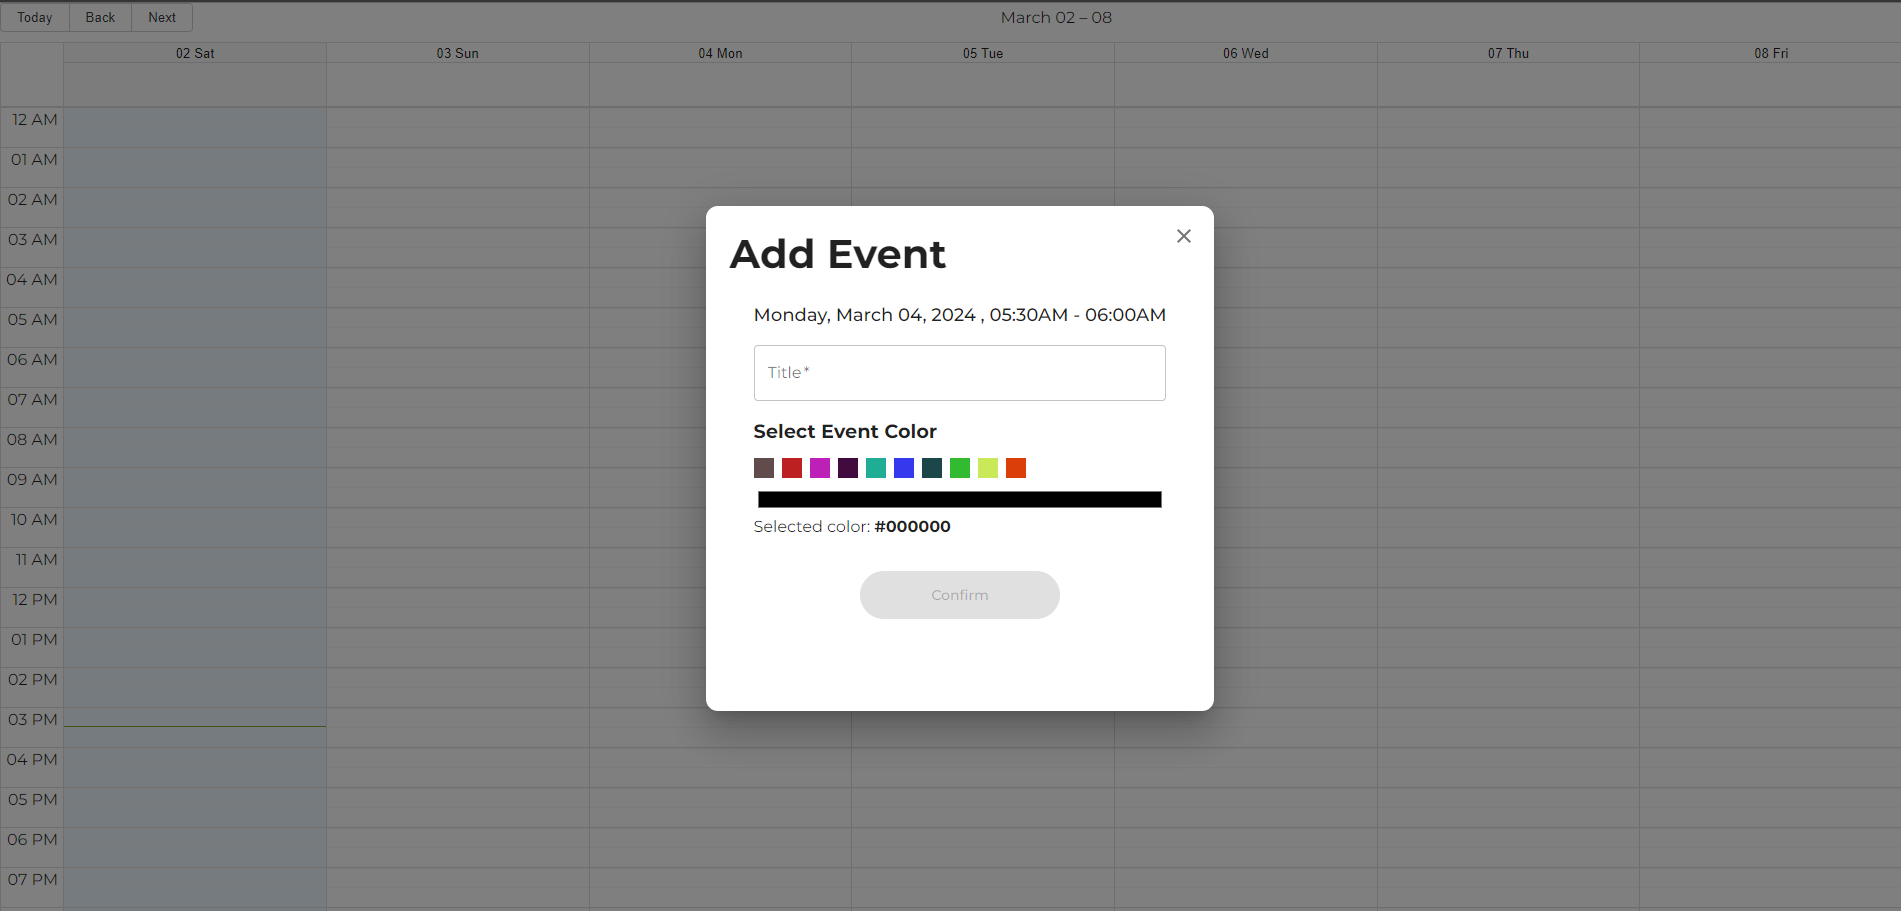 Today Back Next March 02 – 08
02 Sat 03 Sun 04 Mon 05 Tue 06 Wed 07 Thu 08 Fri
12 AM
01 AM
02 AM
03 AM
04 AM
05 AM
06 AM
07 AM
08 AM
09 AM
10 AM
11 AM
12 PM
01 PM
02 PM
03 PM
04 PM
05 PM
06 PM
07 PM
Add Event
Monday, March 04, 2024 , 05:30AM - 06:00AM
Title *
Select Event Color
Selected color: #000000
Confirm